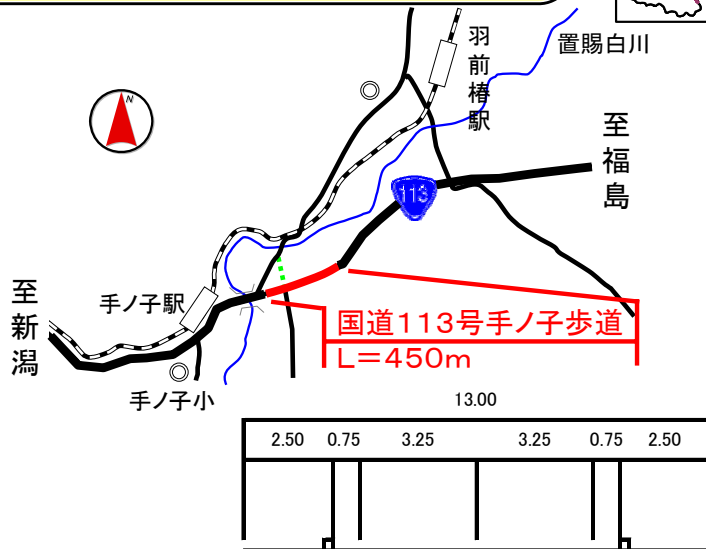 N
羽前椿駅
置賜白川
至福島
113
至新潟
手ノ子駅
国道113号手ノ子歩道
L=450m
手ノ子小
13.00
2.50 0.75 3.25 3.25 0.75 2.50